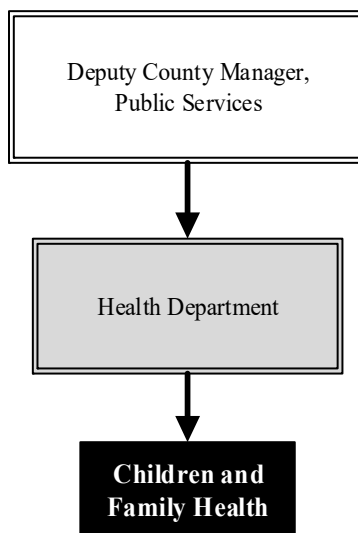 Deputy County Manager,
Public Services
Health Department
Children and
Family Health